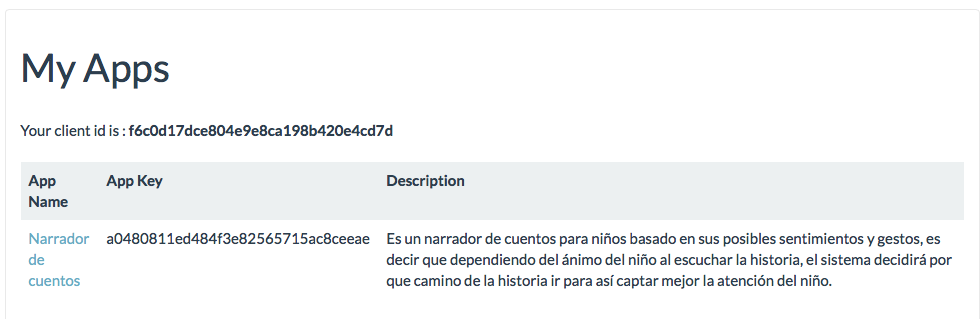 My Apps
Your client id is : f6c0d17dce804e9e8ca198b420e4cd7d
App Name
App Key
Description
Narrador de cuentos
a0480811ed484f3e82565715ac8ceeae
Es un narrador de cuentos para niños basado en sus posibles sentimientos y gestos, es
decir que dependiendo del ánimo del niño al escuchar la historia, el sistema decidirá por
que camino de la historia ir para así captar mejor la atención del niño.